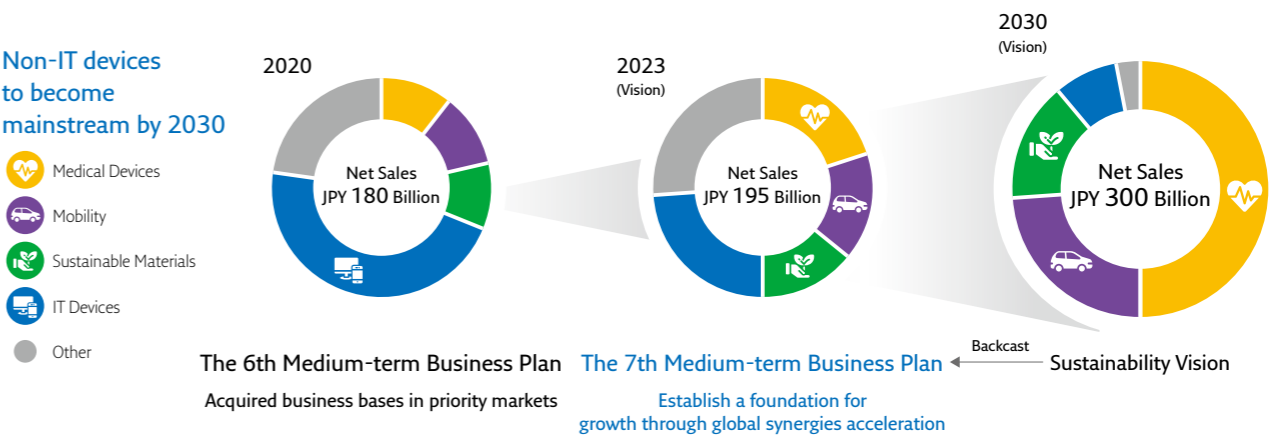 Non-IT devices
to become
mainstream by 2030
Medical Devices
Mobility
Sustainable Materials
IT Devices
Other
2020
Net Sales
JPY 180 Billion
The 6th Medium-term Business Plan
Acquired business bases in priority markets
2023
(Vision)
Net Sales
JPY 195 Billion
The 7th Medium-term Business Plan
Establish a foundation for
growth through global synergies acceleration
Backcast
2030
(Vision)
Net Sales
JPY 300 Billion
Sustainability Vision